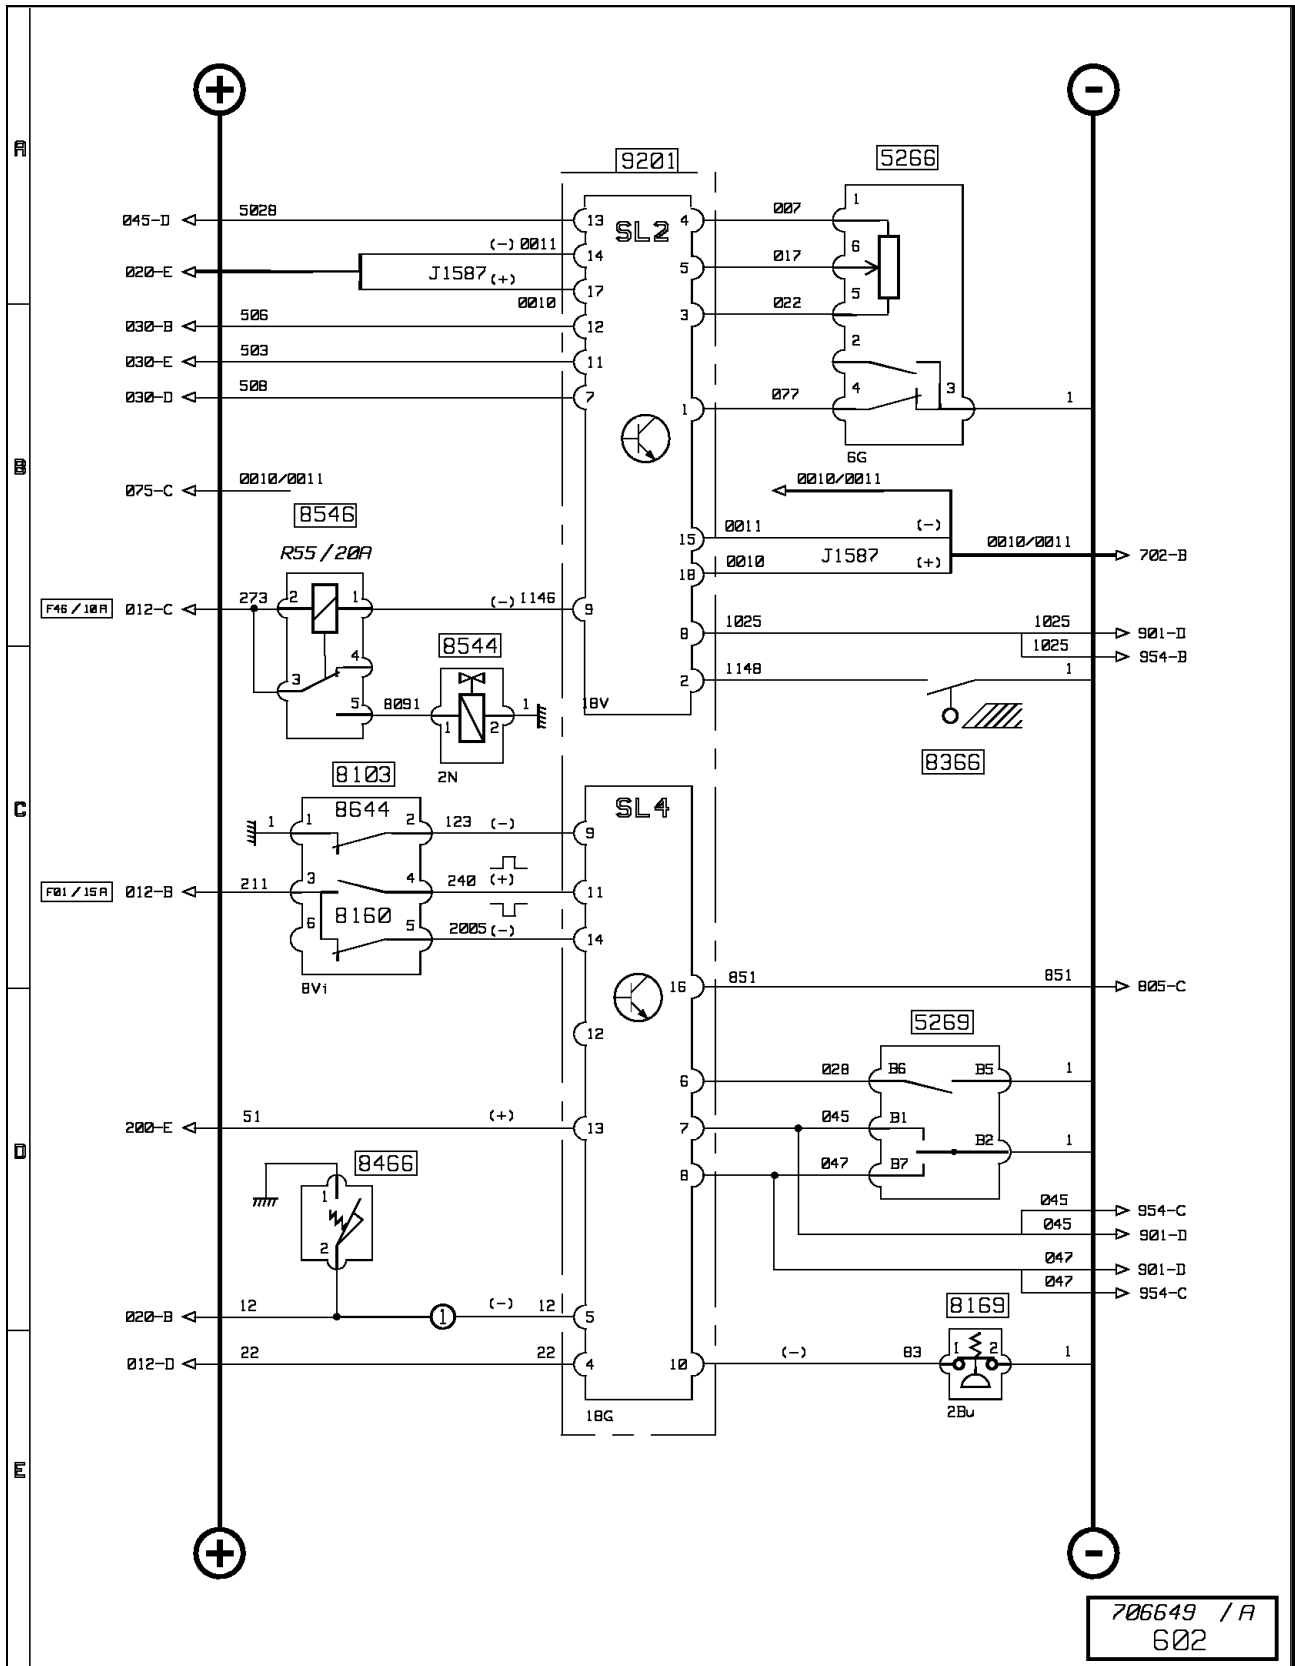 + -
A
9201 5266
SL2
045-D 5028 13 4 007 1
(-) 0011 14
020-E J1587 (+) 5 017 6
0010 17
030-B 506 12 3 022 5
030-E 503 11 2
030-D 508 7 1 077 4 3 1
6G
B
075-C 0010/0011 0010/0011
8546
R55 / 20A
15 0011 (-)
J1587 0010/0011 702-B
18 0010 (+)
F46 / 10A 012-C 273 2 1 (-) 1146 9
8 1025 1025 901-D
1025 954-B
8544
3 4 2 1148 1
5 8091 1 2 1 18V
2N
8366
8103
C
8644 SL4
1 1 2 123 (-) 9
F01 / 15A 012-B 211 3 4 240 (+) 11
8160
6 5 2005 (-) 14
8Vi
16 851 851 805-C
5269
12
6 028 B6 B5 1
D
200-E 51 (+) 13 7 045 B1
B2 1
8466
8 047 B7
1
2
045 954-C
045 901-D
047 901-D
047 954-C
8169
020-B 12 1 (-) 12 5
012-D 22 22 4 10 (-) 83 1 2 1
18G 2Bu
E
+ -
706649 / A
602